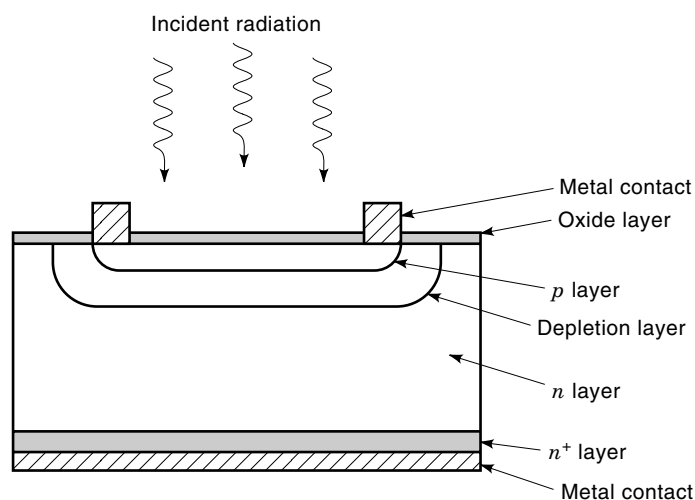 Incident radiation
Metal contact
Oxide layer
p layer
Depletion layer
n layer
n⁺ layer
Metal contact